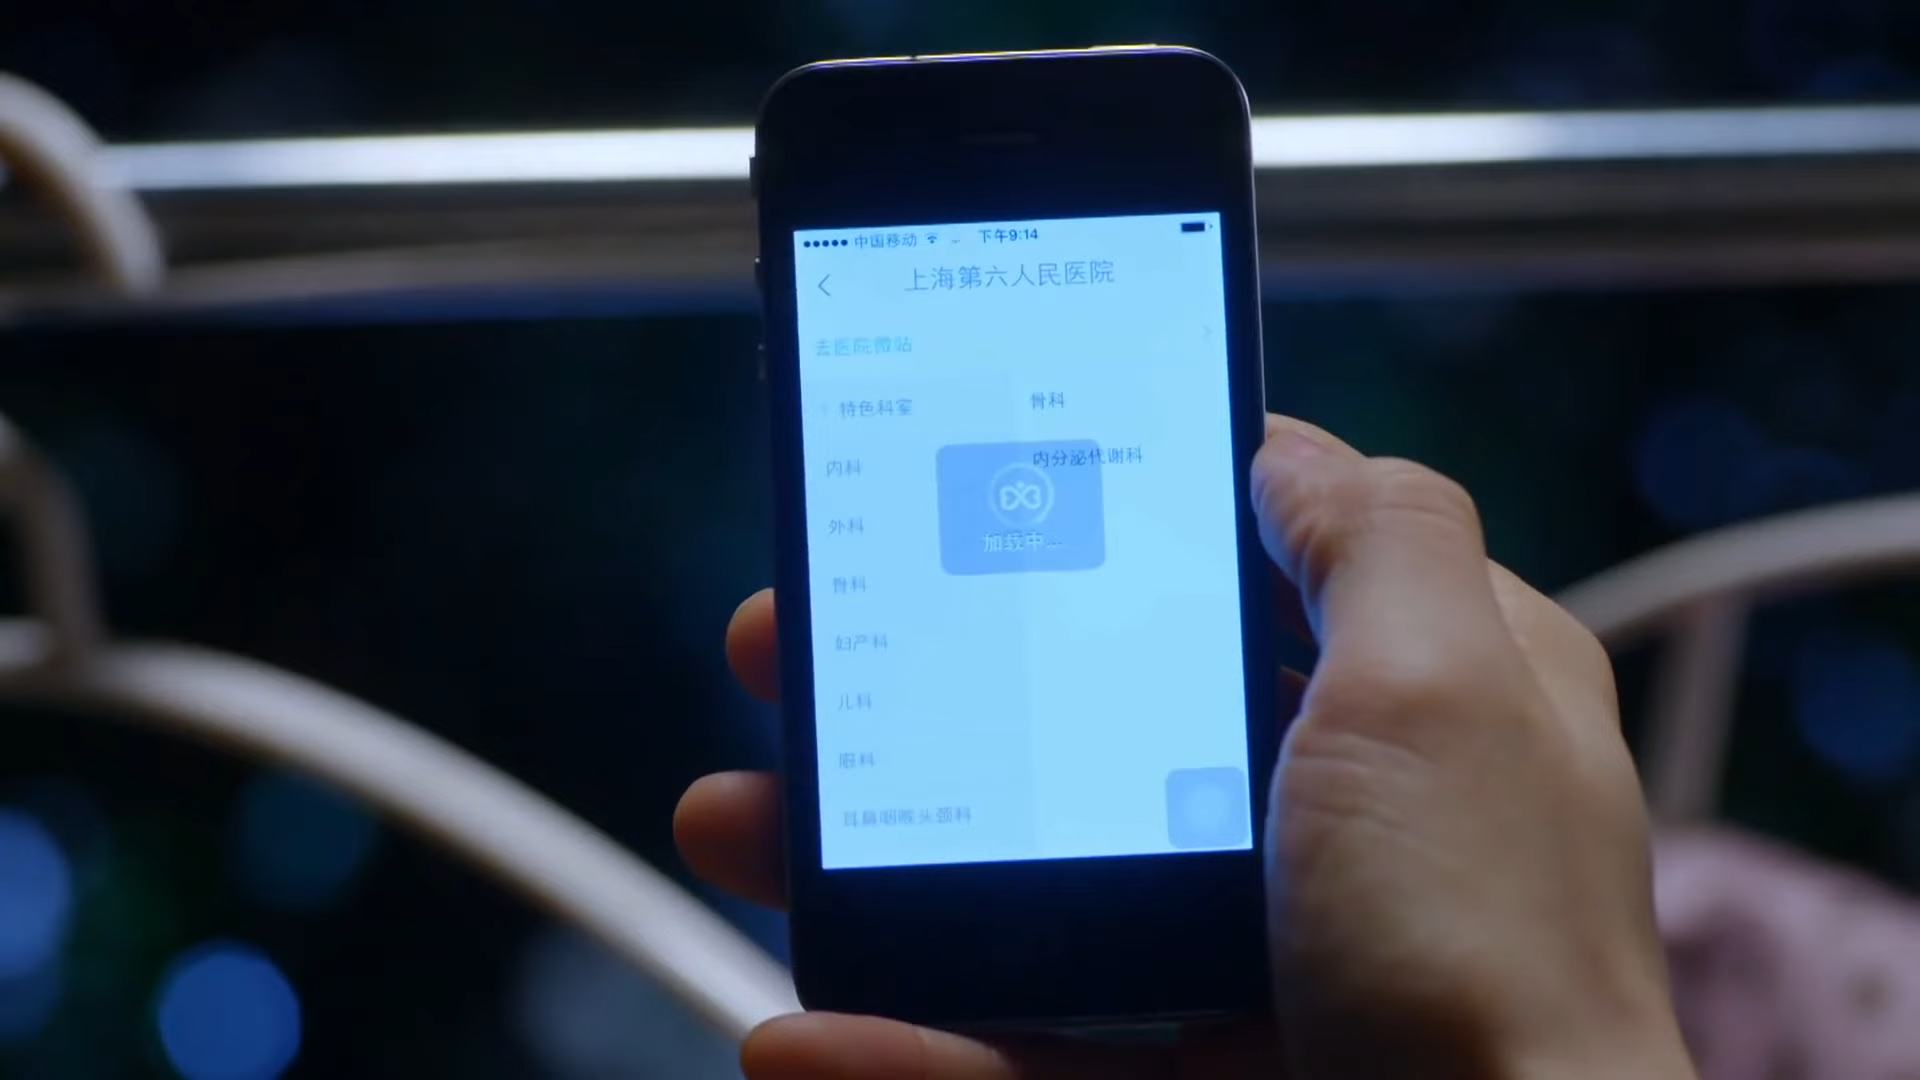 中国移动 下午9:14
上海第六人民医院
去医院微站
特色科室
骨科
内科
内分泌代谢科
外科
加载中...
骨科
妇产科
儿科
眼科
耳鼻咽喉头颈科